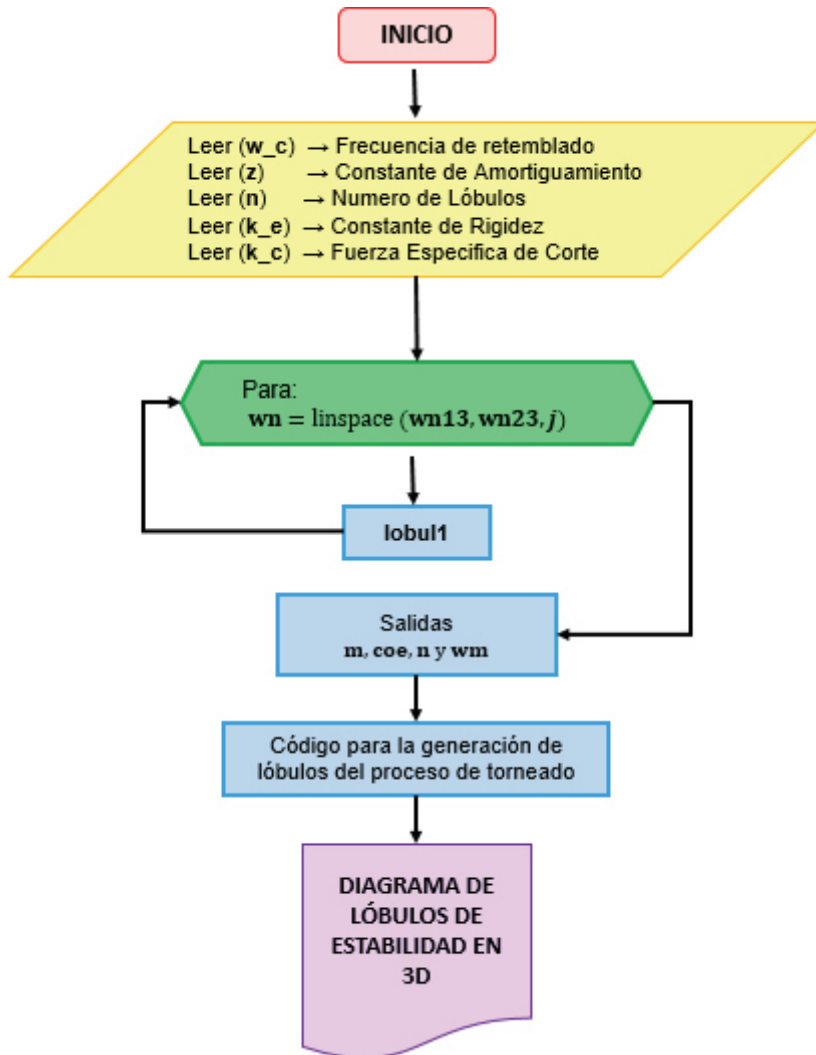 INICIO
Leer (w_c) → Frecuencia de retemblado
Leer (z) → Constante de Amortiguamiento
Leer (n) → Numero de Lóbulos
Leer (k_e) → Constante de Rigidez
Leer (k_c) → Fuerza Especifica de Corte
Para:
wn = linspace (wn13, wn23, j)
lobul1
Salidas
m, coe, n y wm
Código para la generación de
lóbulos del proceso de torneado
DIAGRAMA DE
LÓBULOS DE
ESTABILIDAD EN
3D